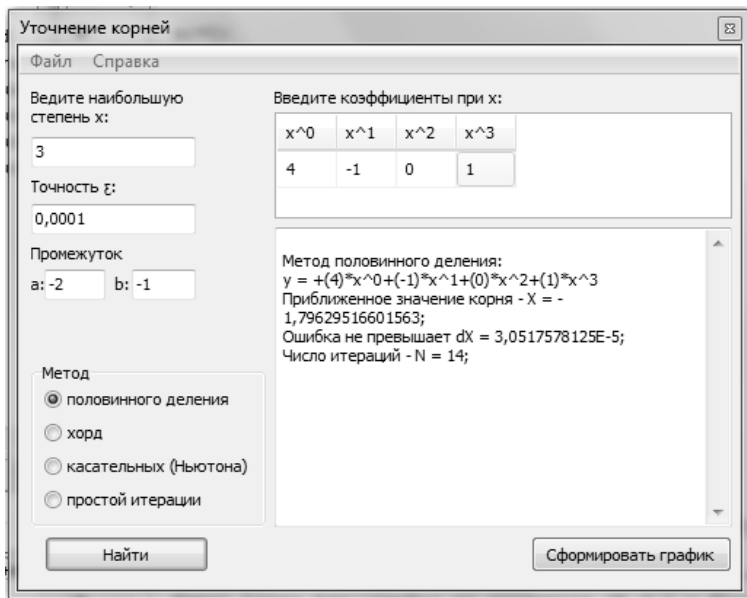 Уточнение корней
Файл Справка
Ведите наибольшую
степень x:
3
Точность ξ:
0,0001
Промежуток
a: -2 b: -1
Метод
половинного деления
хорд
касательных (Ньютона)
простой итерации
Найти
Введите коэффициенты при x:
x^0 x^1 x^2 x^3
4 -1 0 1
Метод половинного деления:
y = +(4)*x^0+(-1)*x^1+(0)*x^2+(1)*x^3
Приближенное значение корня - X = -
1,79629516601563;
Ошибка не превышает dX = 3,0517578125E-5;
Число итераций - N = 14;
Сформировать график